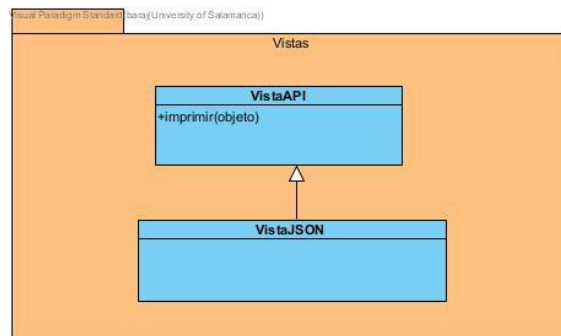 Visual Paradigm Standard(baraj(University of Salamanca))
Vistas
VistaAPI
+imprimir(objeto)
VistaJSON